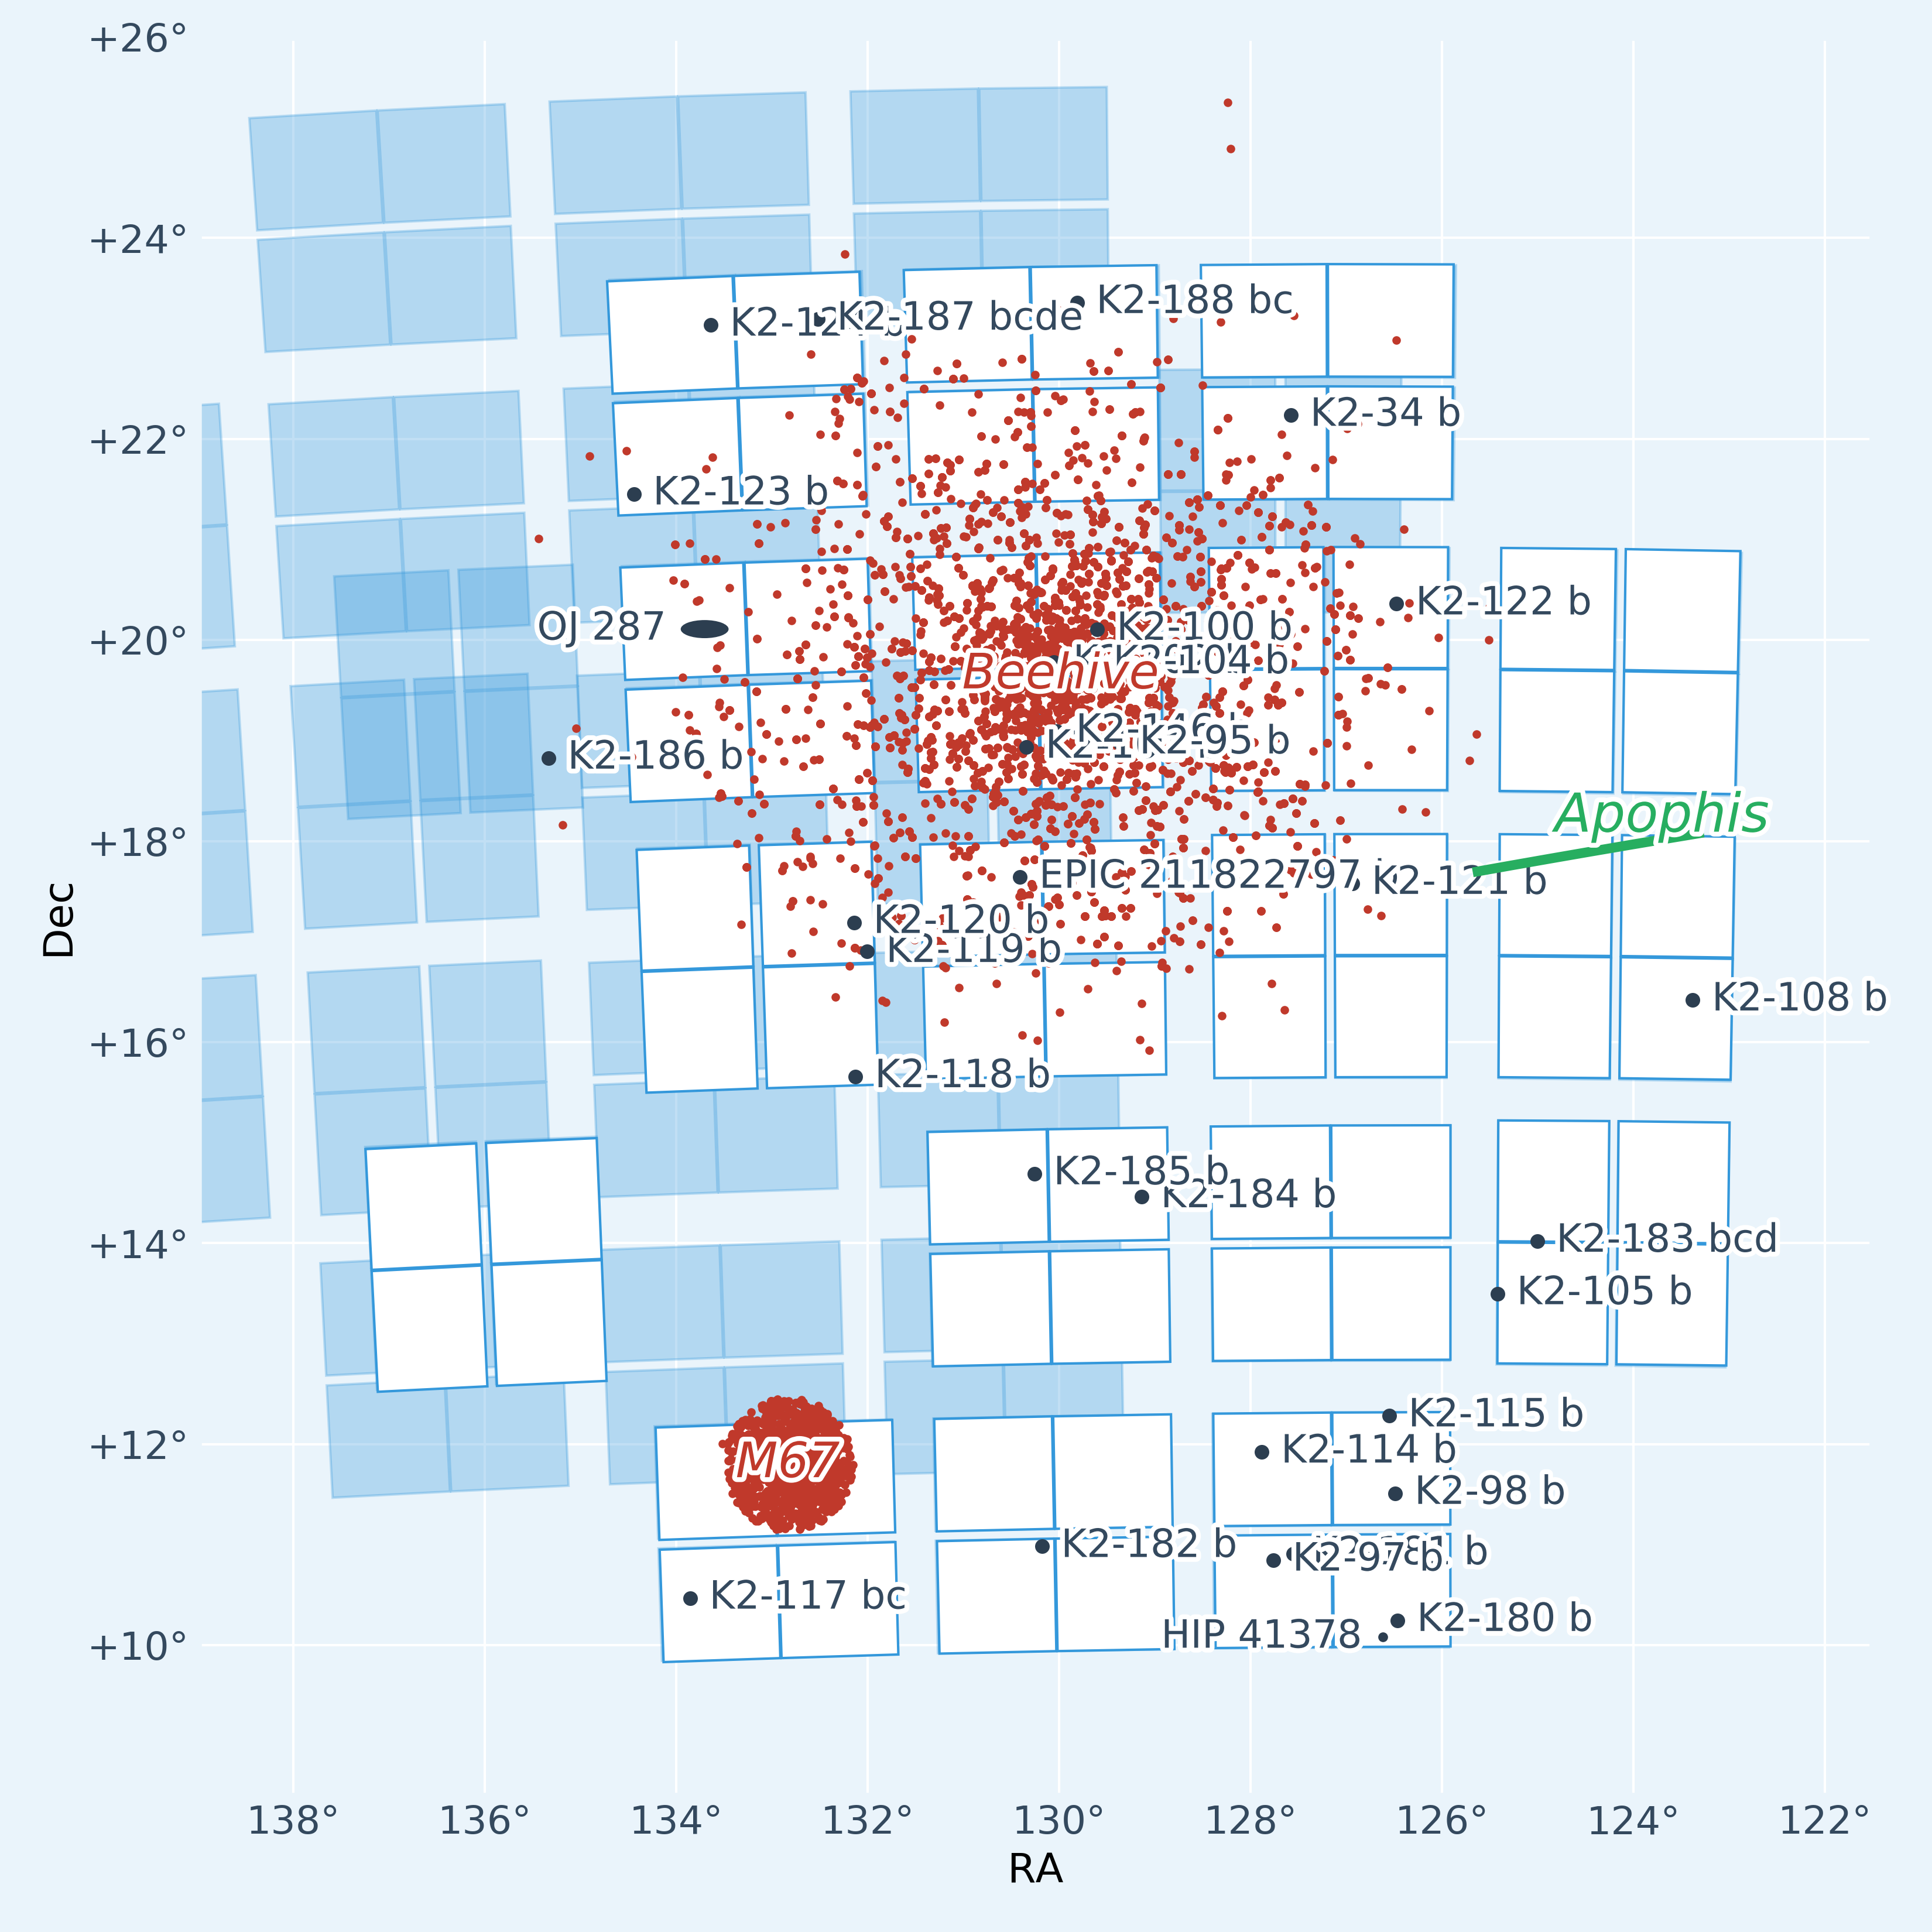 +26°
+24°
K2-188 bc
K2-187 bcde
K2-34 b
+22°
K2-123 b
K2-122 b
OJ 287
K2-100 b
+20°
104 b
Beehive
K2-95 b
K2-186 b
Apophis
+18°
EPIC 211822797
K2-121 b
K2-120 b
K2-119 b
K2-108 b
+16°
K2-118 b
K2-185 b
K2-184 b
+14°
K2-183 bcd
K2-105 b
K2-115 b
+12°
K2-114 b
M67
K2-98 b
K2-182 b
K2-97 b
K2-117 bc
K2-180 b
HIP 41378
+10°
Dec
138°
136°
134°
132°
130°
128°
126°
124°
122°
RA